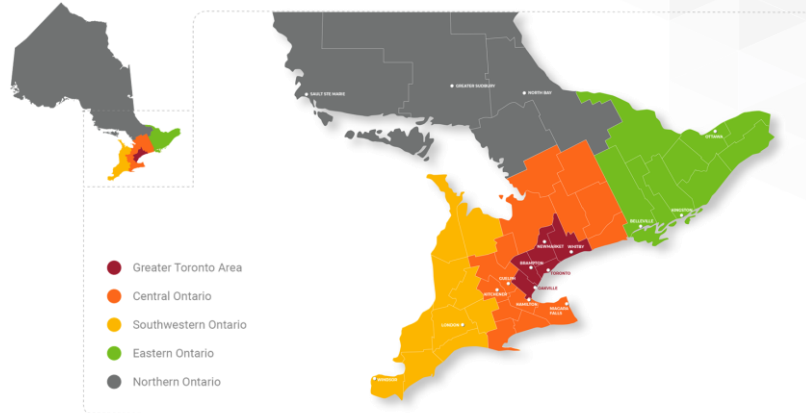 SAULT STE MARIE
GREATER SUDBURY
NORTH BAY
OTTAWA
KINGSTON
BELLEVILLE
NEWMARKET
WHITBY
BRAMPTON
TORONTO
GUELPH
OAKVILLE
KITCHENER
HAMILTON
NIAGARA
FALLS
LONDON
WINDSOR
Greater Toronto Area
Central Ontario
Southwestern Ontario
Eastern Ontario
Northern Ontario